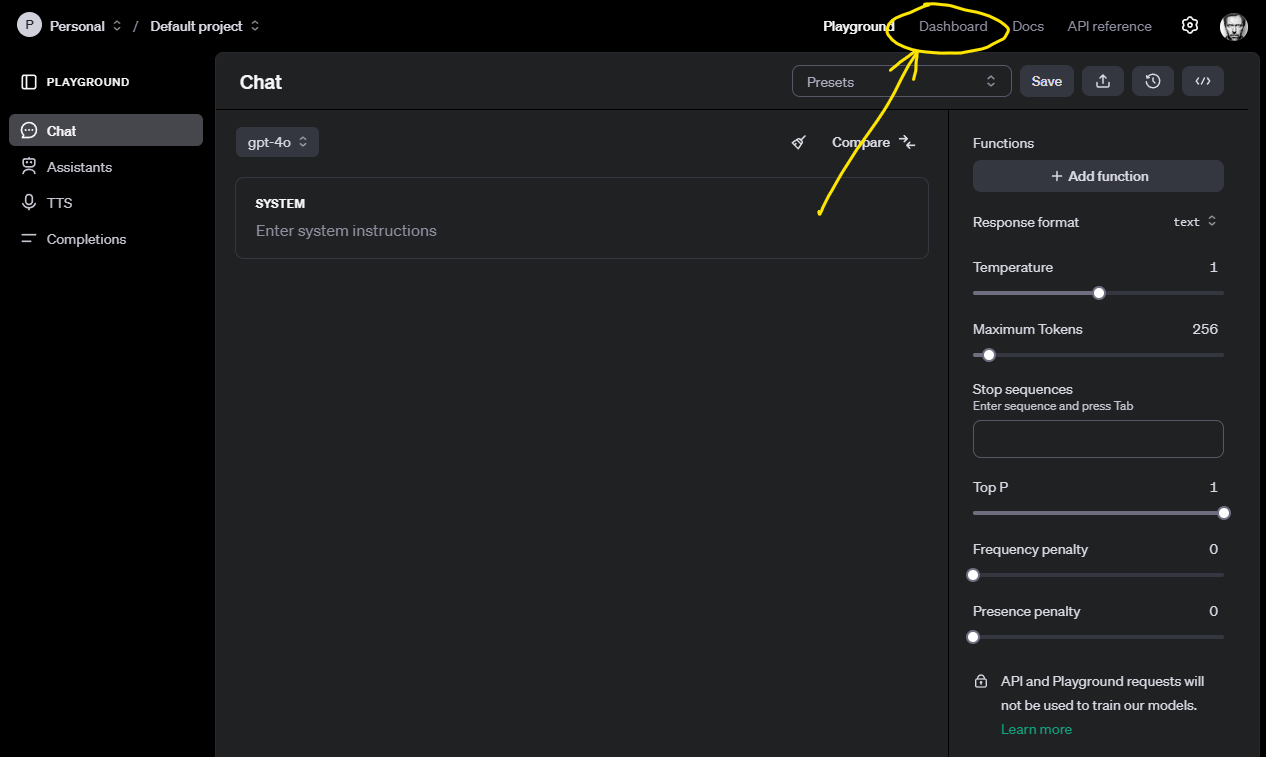 P Personal / Default project
Playground Dashboard Docs API reference
PLAYGROUND
Chat
Assistants
TTS
Completions
Chat
Presets
Save
gpt-4o
Compare
SYSTEM
Enter system instructions
Functions
+ Add function
Response format text
Temperature 1
Maximum Tokens 256
Stop sequences
Enter sequence and press Tab
Top P 1
Frequency penalty 0
Presence penalty 0
API and Playground requests will
not be used to train our models.
Learn more